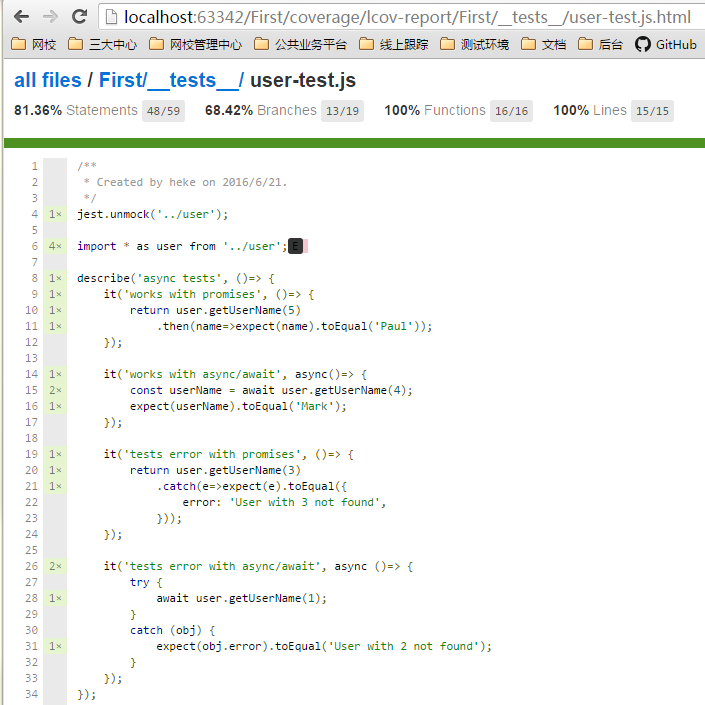 localhost:63342/First/coverage/lcov-report/First/__tests__/user-test.js.html
网校 三大中心 网校管理中心 公共业务平台 线上跟踪 测试环境 文档 后台 GitHub
all files / First/__tests__/ user-test.js
81.36% Statements 48/59 68.42% Branches 13/19 100% Functions 16/16 100% Lines 15/15
1 /**
2 * Created by heke on 2016/6/21.
3 */
4 1× jest.unmock('../user');
5
6 4× import * as user from '../user'; E
7
8 1× describe('async tests', ()=> {
9 1× it('works with promises', ()=> {
10 1× return user.getUserName(5)
11 1× .then(name=>expect(name).toEqual('Paul'));
12 });
13
14 1× it('works with async/await', async()=> {
15 2× const userName = await user.getUserName(4);
16 1× expect(userName).toEqual('Mark');
17 });
18
19 1× it('tests error with promises', ()=> {
20 1× return user.getUserName(3)
21 1× .catch(e=>expect(e).toEqual({
22 error: 'User with 3 not found',
23 }));
24 });
25
26 2× it('tests error with async/await', async ()=> {
27 try {
28 1× await user.getUserName(1);
29 }
30 catch (obj) {
31 1× expect(obj.error).toEqual('User with 2 not found');
32 }
33 });
34 });